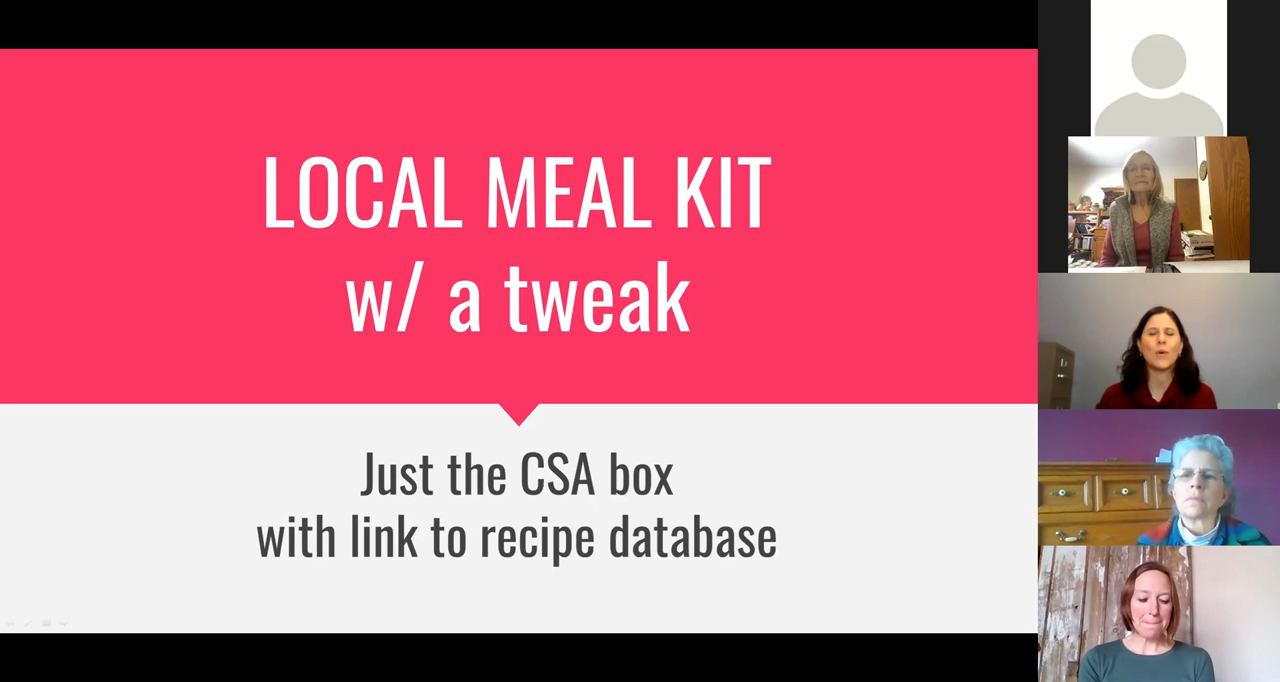 LOCAL MEAL KIT
w/ a tweak
Just the CSA box
with link to recipe database